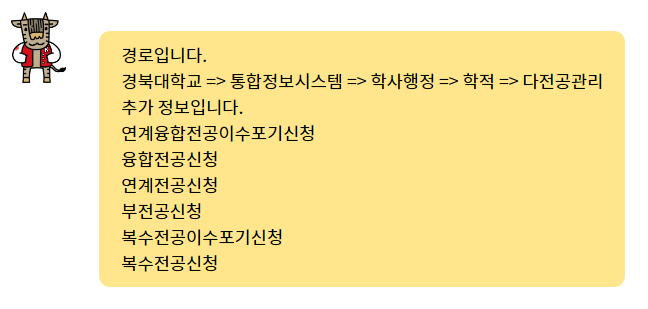 경로입니다.
경북대학교 => 통합정보시스템 => 학사행정 => 학적 => 다전공관리
추가 정보입니다.
연계융합전공이수포기신청
융합전공신청
연계전공신청
부전공신청
복수전공이수포기신청
복수전공신청